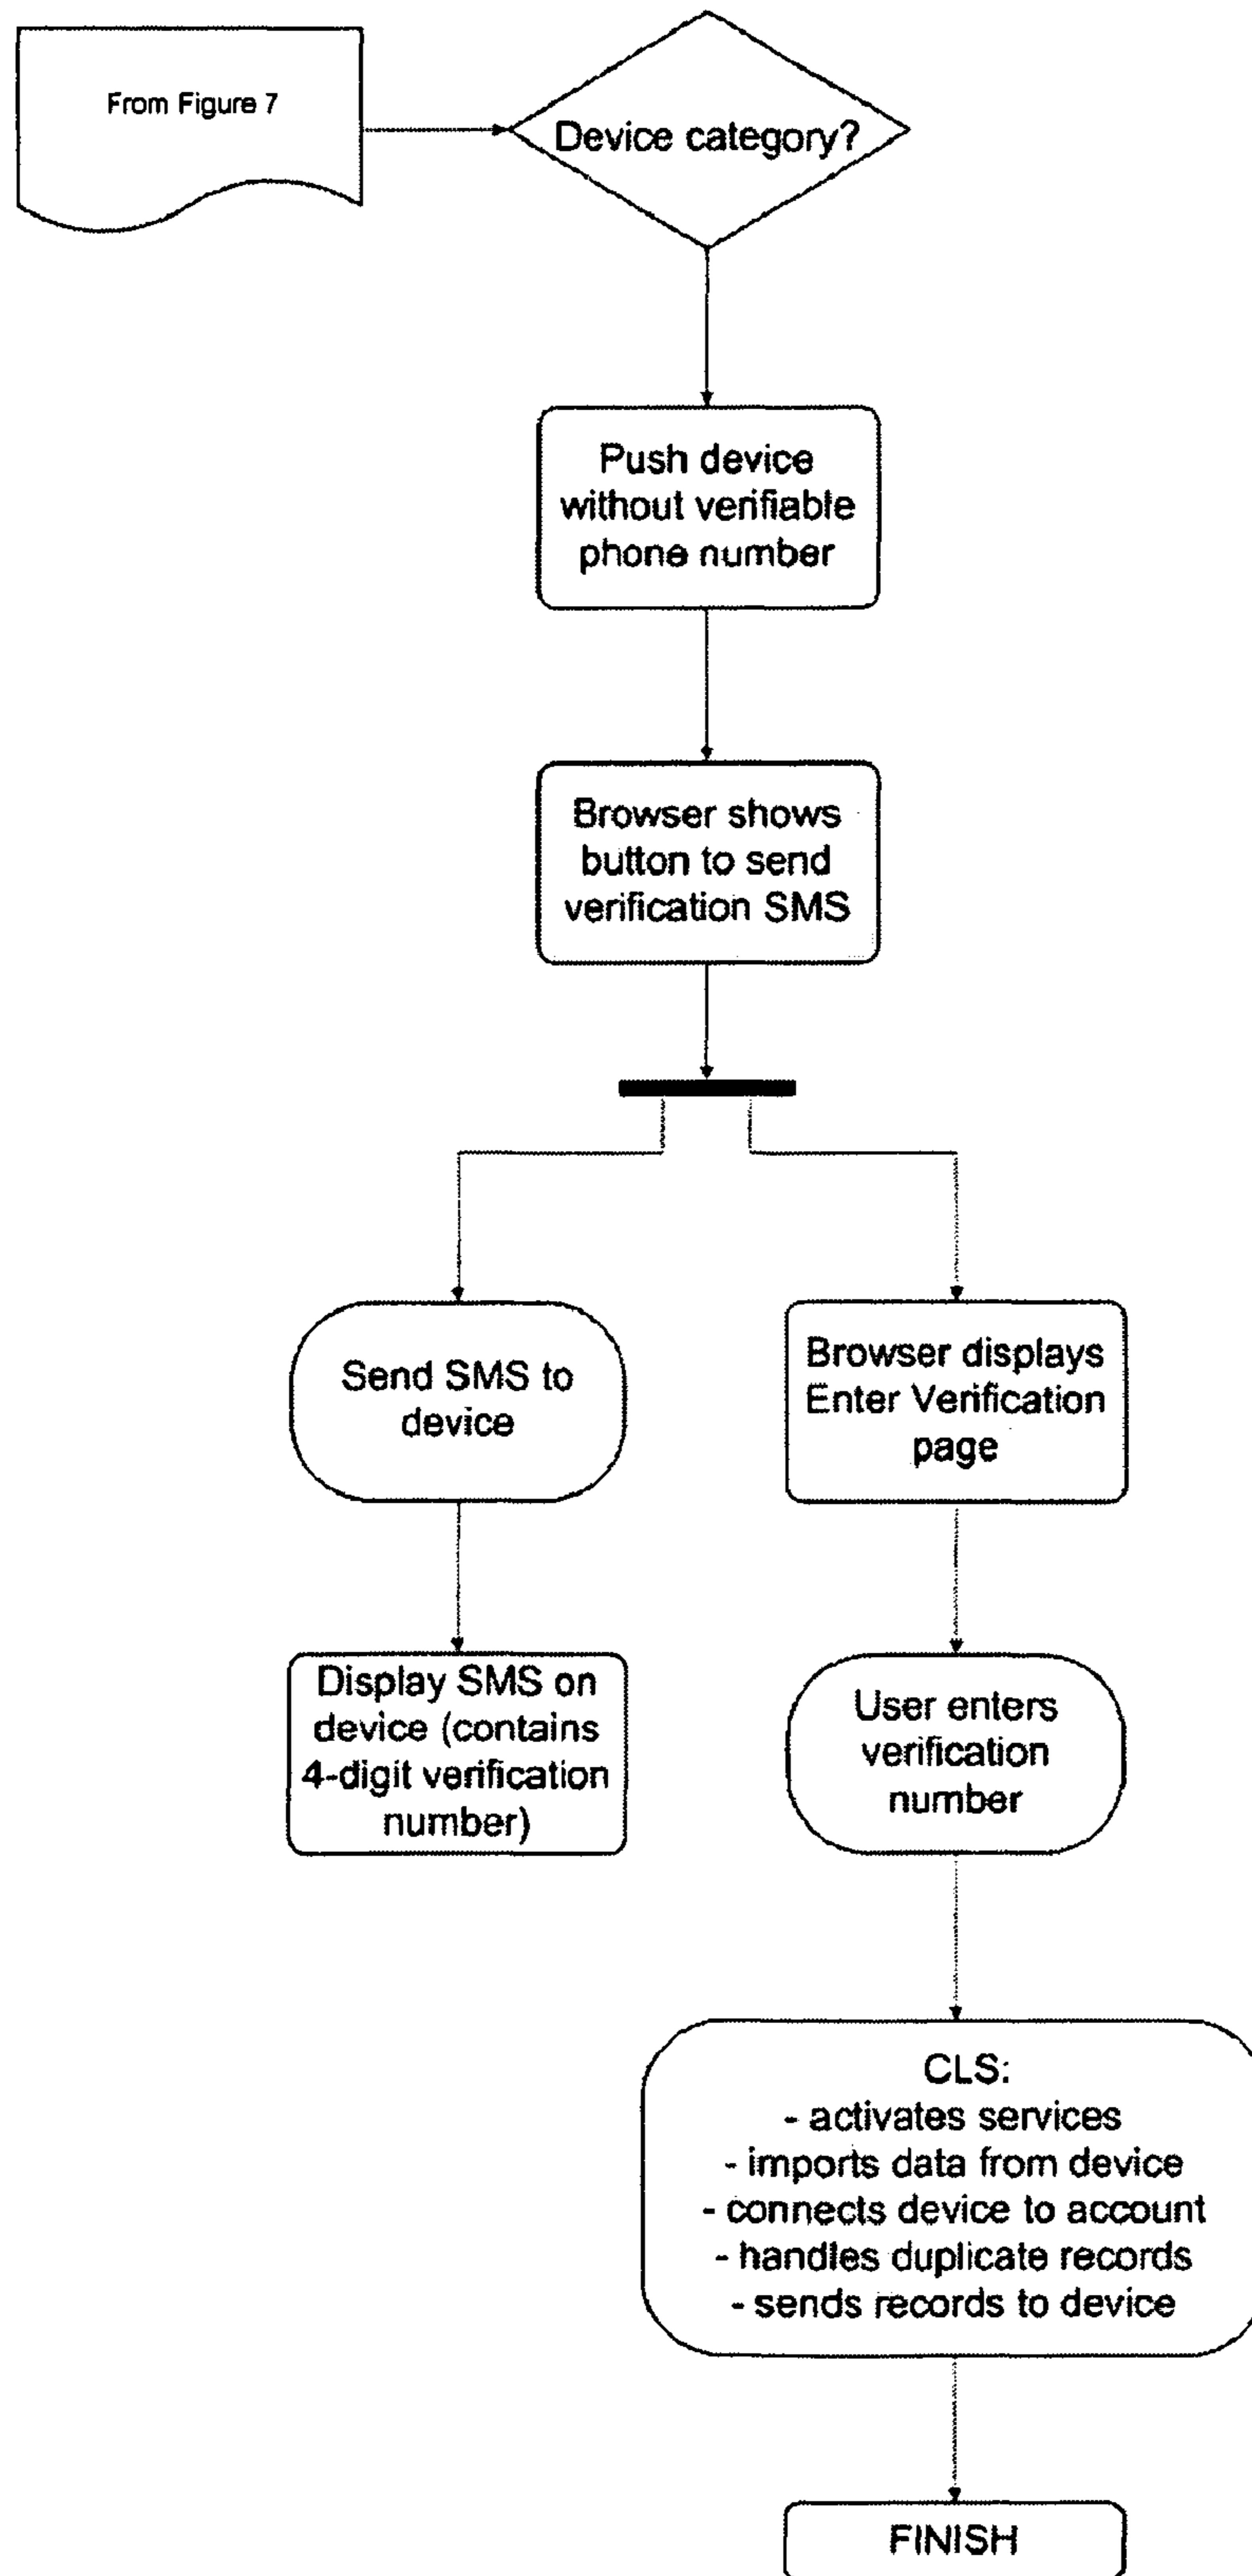 From Figure 7
Device category?
Push device
without verifiable
phone number
Browser shows
button to send
verification SMS
Send SMS to
device
Browser displays
Enter Verification
page
Display SMS on
device (contains
4-digit verification
number)
User enters
verification
number
CLS:
- activates services
- imports data from device
- connects device to account
- handles duplicate records
- sends records to device
FINISH